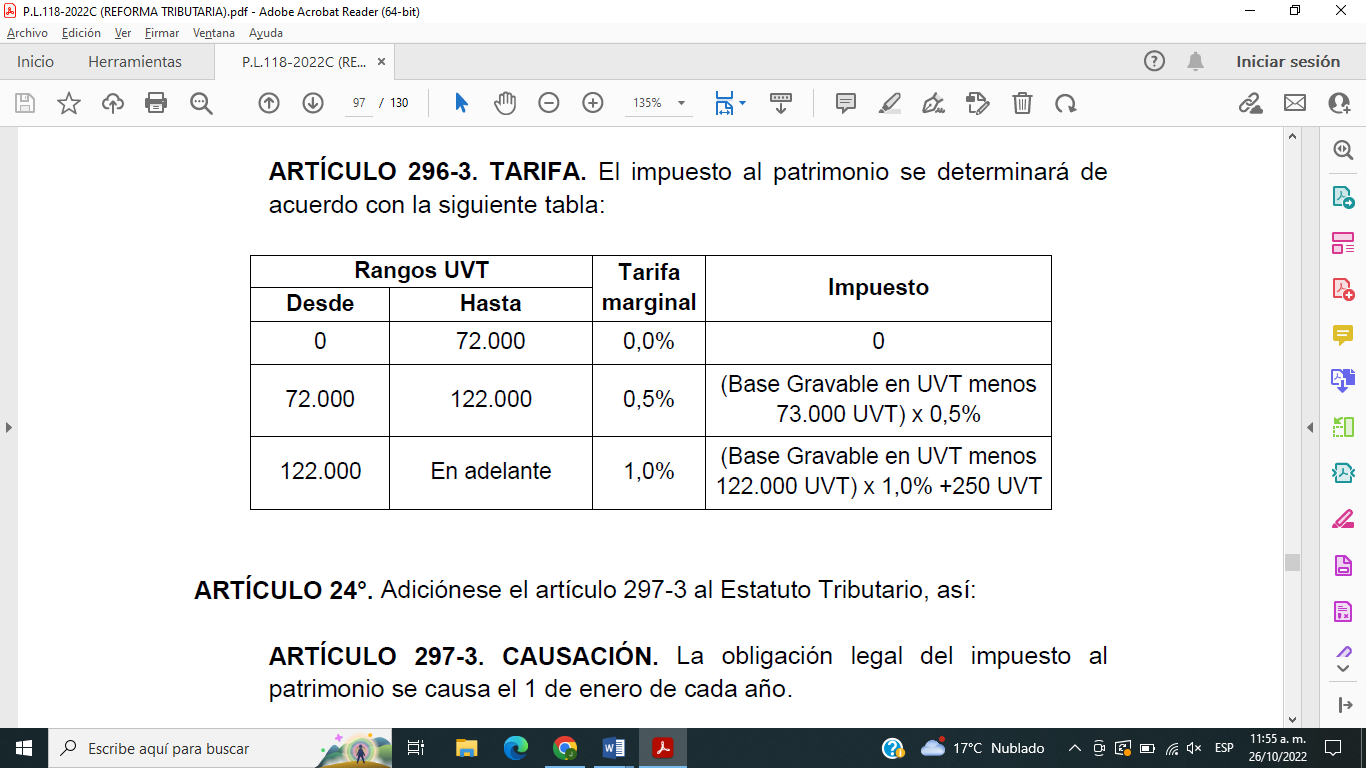 P.L.118-2022C (REFORMA TRIBUTARIA).pdf - Adobe Acrobat Reader (64-bit)
Archivo Edición Ver Firmar Ventana Ayuda
Inicio Herramientas P.L.118-2022C (RE... × Iniciar sesión
97 / 130 135%
ARTÍCULO 296-3. TARIFA. El impuesto al patrimonio se determinará de
acuerdo con la siguiente tabla:
Rangos UVT Tarifa marginal Impuesto
Desde Hasta
0 72.000 0,0% 0
72.000 122.000 0,5% (Base Gravable en UVT menos
73.000 UVT) x 0,5%
122.000 En adelante 1,0% (Base Gravable en UVT menos
122.000 UVT) x 1,0% +250 UVT
ARTÍCULO 24°. Adiciónese el artículo 297-3 al Estatuto Tributario, así:
ARTÍCULO 297-3. CAUSACIÓN. La obligación legal del impuesto al
patrimonio se causa el 1 de enero de cada año.
Escribe aquí para buscar 17°C Nublado ESP 11:55 a. m.
26/10/2022